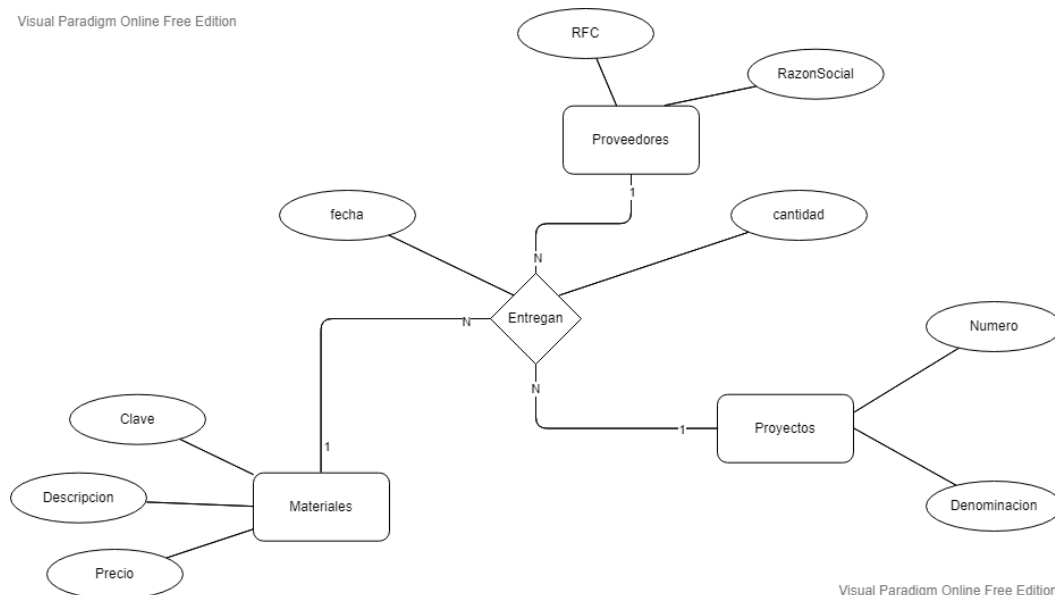 Visual Paradigm Online Free Edition
RFC
RazonSocial
Proveedores
1
fecha
cantidad
N
Entregan
N
N
Numero
Clave
1
Proyectos
1
Descripcion
Materiales
Denominacion
Precio
Visual Paradigm Online Free Edition